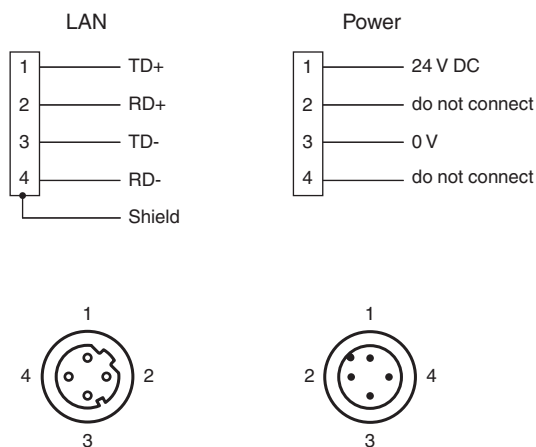 LAN
1 TD+
2 RD+
3 TD-
4 RD-
Shield
Power
1 24 V DC
2 do not connect
3 0 V
4 do not connect
1
4 2
3
1
2 4
3